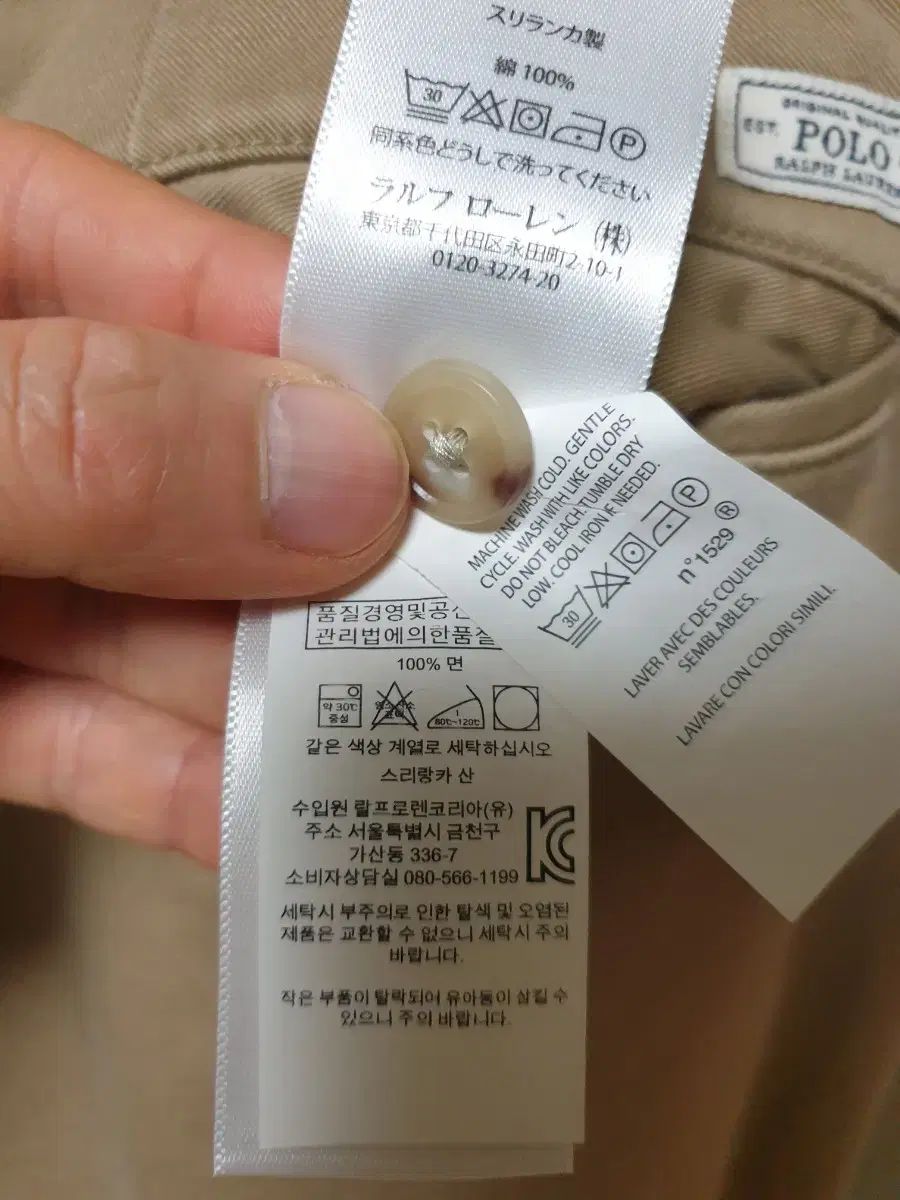 スリランカ製
綿 100%
30 P
同系色どうしで洗ってください
ラルフ ローレン (株)
東京都千代田区永田町2-10-1
0120-3274-20
EST.
POLO
RALPH LAUREN
MACHINE WASH COLD. GENTLE
CYCLE. WASH WITH LIKE COLORS.
DO NOT BLEACH.TUMBLE DRY
LOW. COOL IRON IF NEEDED.
30 P
n°1529 ®
LAVER AVEC DES COULEURS
SEMBLABLES.
LAVARE CON COLORI SIMILI.
품질경영및공산
관리법에의한품질
100% 면
약 30℃
중성
80℃~120℃
같은 색상 계열로 세탁하십시오
스리랑카 산
수입원 랄프로렌코리아(유)
주소 서울특별시 금천구
가산동 336-7
소비자상담실 080-566-1199
세탁시 부주의로 인한 탈색 및 오염된
제품은 교환할 수 없으니 세탁시 주의
바랍니다.
작은 부품이 탈락되어 유아동이 삼킬 수
있으니 주의 바랍니다.